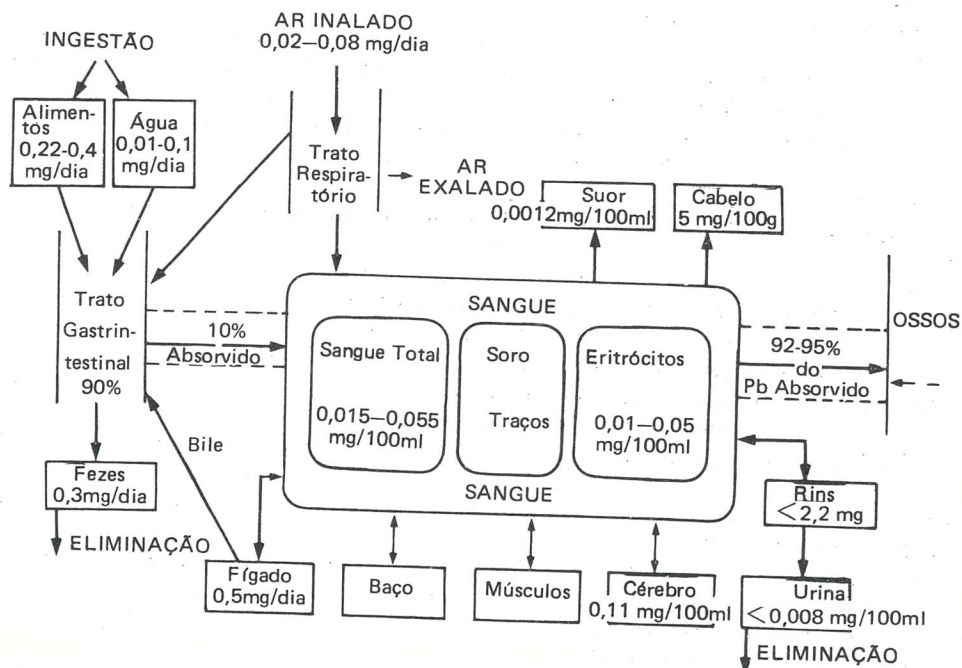 INGESTÃO
AR INALADO
0,02—0,08 mg/dia
Alimen-
tos
0,22-0,4
mg/dia
Água
0,01-0,1
mg/dia
Trato
Respira-
tório
AR
EXALADO
Suor
0,0012mg/100ml
Cabelo
5 mg/100g
Trato
Gastrin-
testinal
90%
10%
Absorvido
SANGUE
Sangue Total
0,015—0,055
mg/100ml
Soro
Traços
Eritrócitos
0,01—0,05
mg/100ml
SANGUE
OSSOS
92-95%
do
Pb Absorvido
Bile
Fezes
0,3mg/dia
ELIMINAÇÃO
Fígado
0,5mg/dia
Baço
Músculos
Cérebro
0,11 mg/100ml
Rins
<2,2 mg
Urina
<0,008 mg/100ml
ELIMINAÇÃO